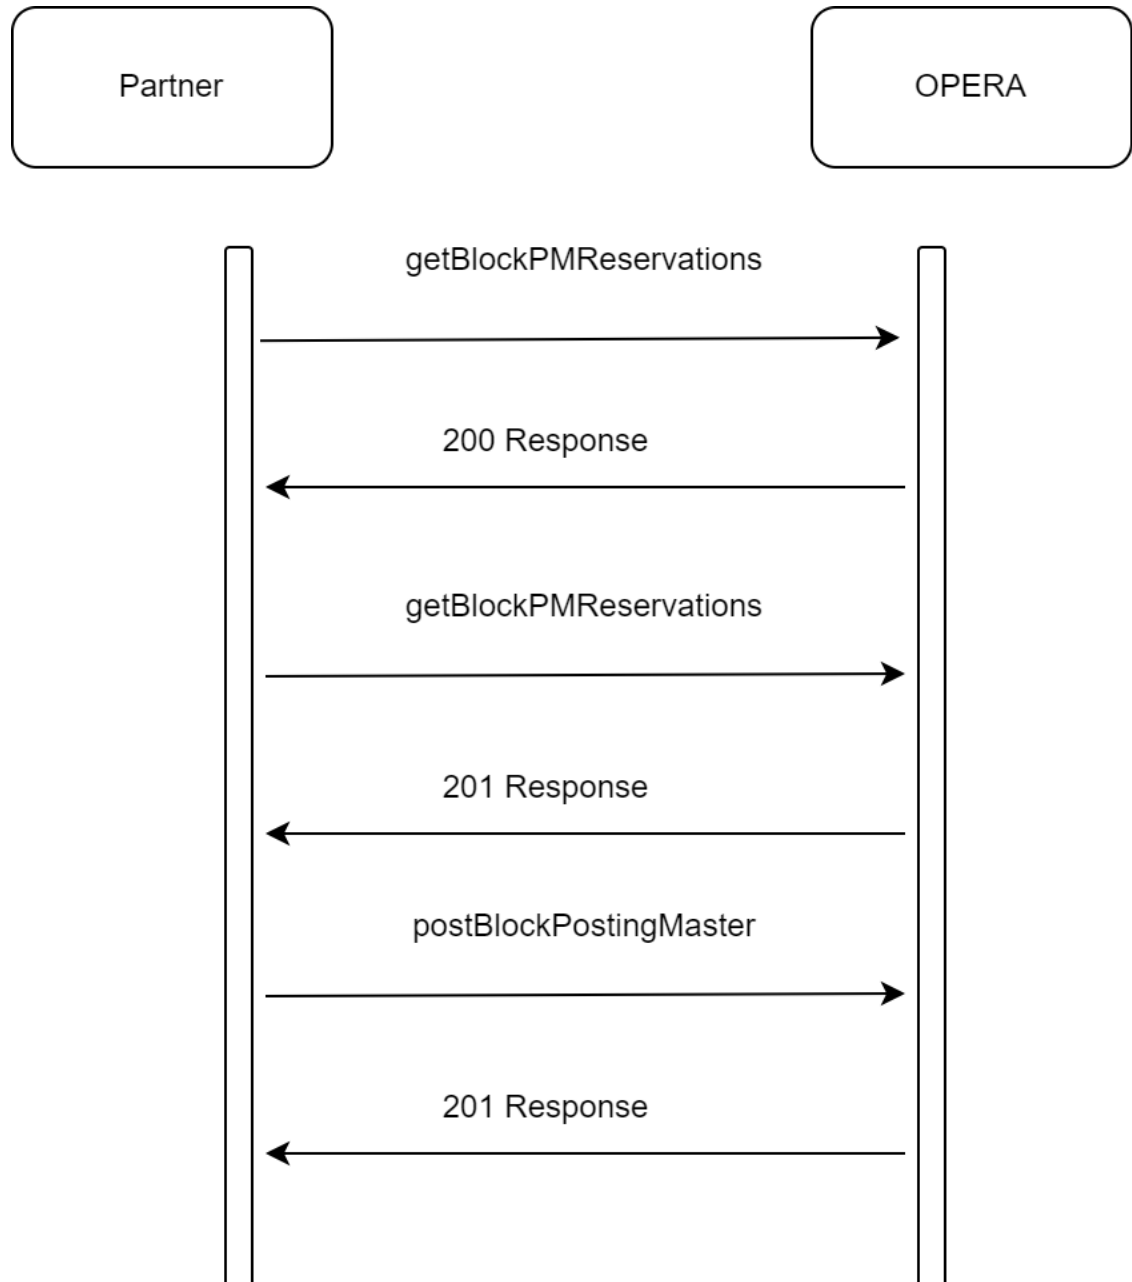 Partner
OPERA
getBlockPMReservations
200 Response
getBlockPMReservations
201 Response
postBlockPostingMaster
201 Response